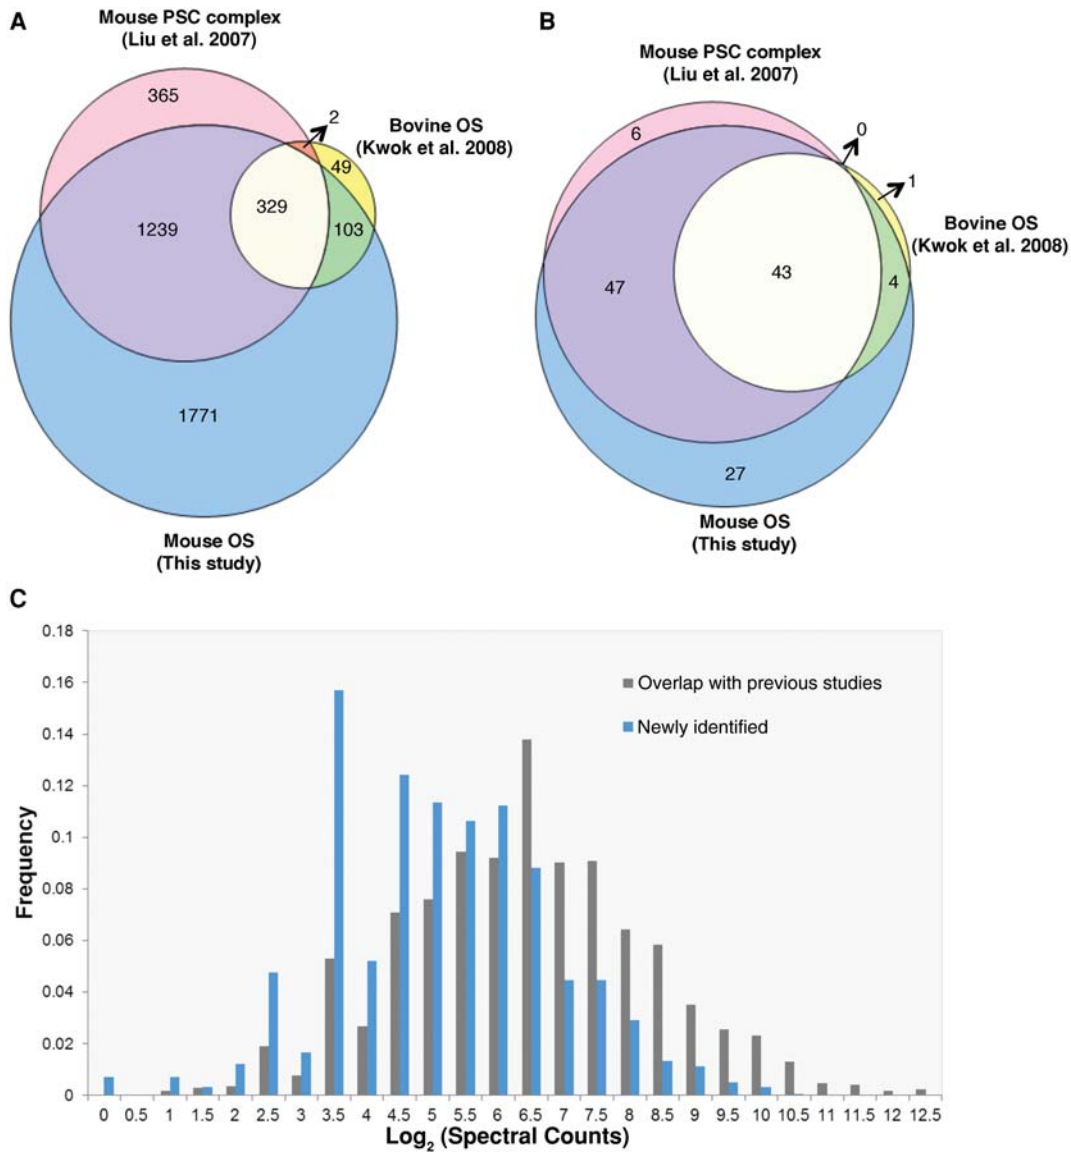 A
Mouse PSC complex
(Liu et al. 2007)
365
2
Bovine OS
(Kwok et al. 2008)
49
329
1239
103
1771
Mouse OS
(This study)
B
Mouse PSC complex
(Liu et al. 2007)
6
0
1
Bovine OS
(Kwok et al. 2008)
43
47
4
27
Mouse OS
(This study)
C
0.18
0.16
0.14
0.12
0.1
0.08
0.06
0.04
0.02
0
Frequency
Overlap with previous studies
Newly identified
0 0.5 1 1.5 2 2.5 3 3.5 4 4.5 5 5.5 6 6.5 7 7.5 8 8.5 9 9.5 10 10.5 11 11.5 12 12.5
Log2 (Spectral Counts)